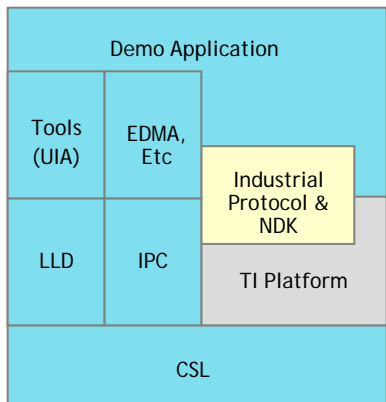 Demo Application
Tools
(UIA)
EDMA,
Etc
Industrial
Protocol &
NDK
LLD
IPC
TI Platform
CSL